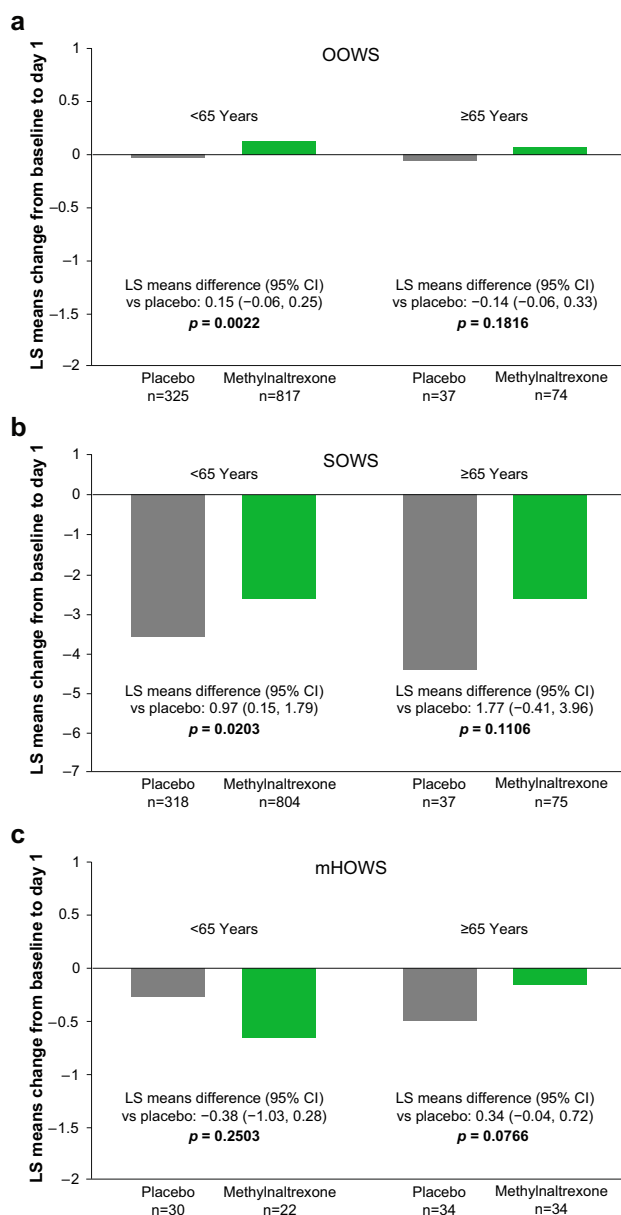 a
LS means change from baseline to day 1
OOWS
1
0.5
0
−0.5
−1
−1.5
−2
<65 Years
≥65 Years
LS means difference (95% CI)
vs placebo: 0.15 (−0.06, 0.25)
p = 0.0022
LS means difference (95% CI)
vs placebo: −0.14 (−0.06, 0.33)
p = 0.1816
Placebo
n=325
Methylnaltrexone
n=817
Placebo
n=37
Methylnaltrexone
n=74
b
LS means change from baseline to day 1
SOWS
<65 Years
≥65 Years
0
−1
−2
−3
−4
−5
−6
−7
LS means difference (95% CI)
vs placebo: 0.97 (0.15, 1.79)
p = 0.0203
LS means difference (95% CI)
vs placebo: 1.77 (−0.41, 3.96)
p = 0.1106
Placebo
n=318
Methylnaltrexone
n=804
Placebo
n=37
Methylnaltrexone
n=75
c
LS means change from baseline to day 1
mHOWS
1
0.5
0
−0.5
−1
−1.5
−2
<65 Years
≥65 Years
LS means difference (95% CI)
vs placebo: −0.38 (−1.03, 0.28)
p = 0.2503
LS means difference (95% CI)
vs placebo: 0.34 (−0.04, 0.72)
p = 0.0766
Placebo
n=30
Methylnaltrexone
n=22
Placebo
n=34
Methylnaltrexone
n=34